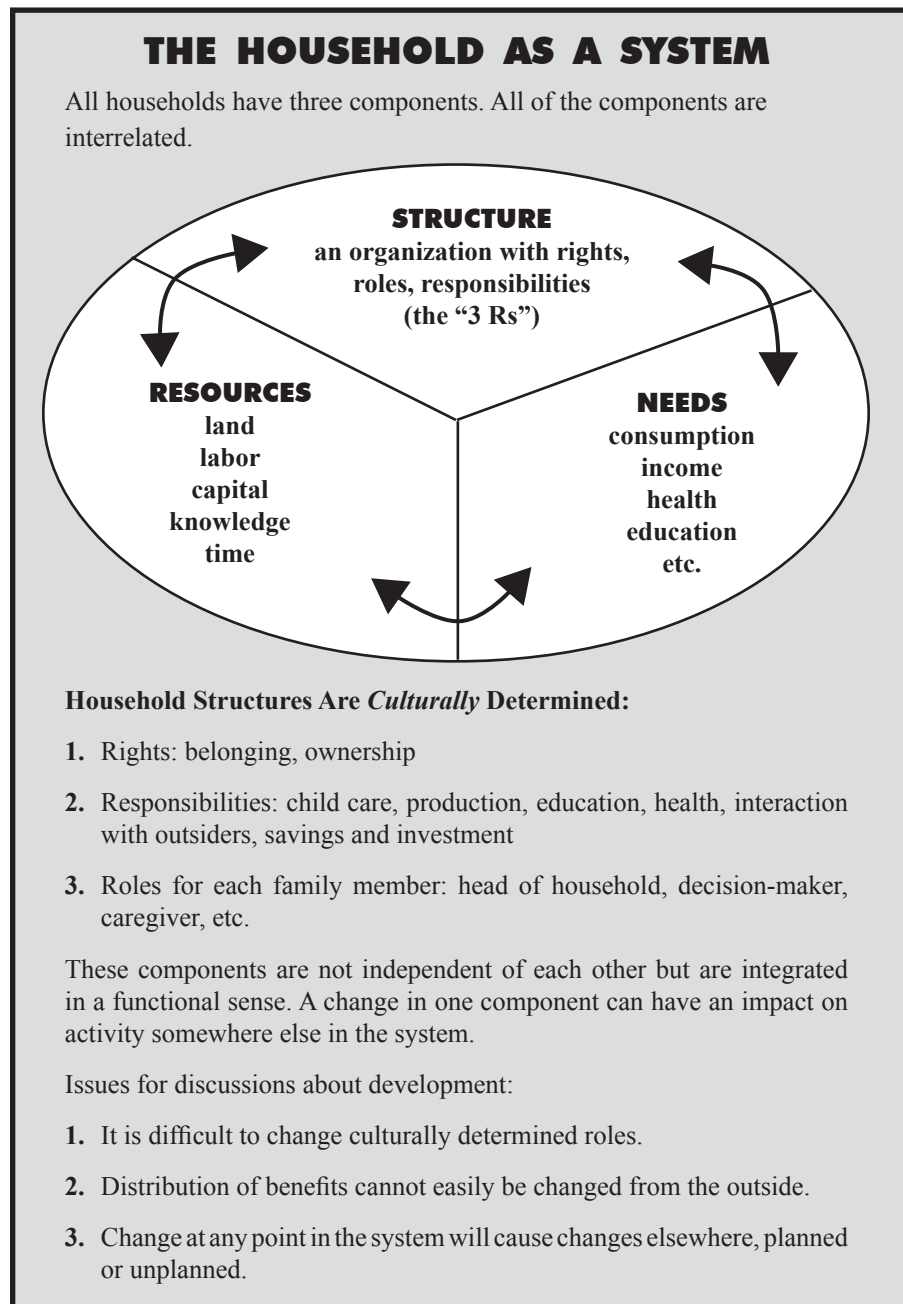 THE HOUSEHOLD AS A SYSTEM
All households have three components. All of the components are
interrelated.
STRUCTURE
an organization with rights,
roles, responsibilities
(the “3 Rs”)
RESOURCES
land
labor
capital
knowledge
time
NEEDS
consumption
income
health
education
etc.
Household Structures Are Culturally Determined:
1. Rights: belonging, ownership
2. Responsibilities: child care, production, education, health, interaction
with outsiders, savings and investment
3. Roles for each family member: head of household, decision-maker,
caregiver, etc.
These components are not independent of each other but are integrated
in a functional sense. A change in one component can have an impact on
activity somewhere else in the system.
Issues for discussions about development:
1. It is difficult to change culturally determined roles.
2. Distribution of benefits cannot easily be changed from the outside.
3. Change at any point in the system will cause changes elsewhere, planned
or unplanned.